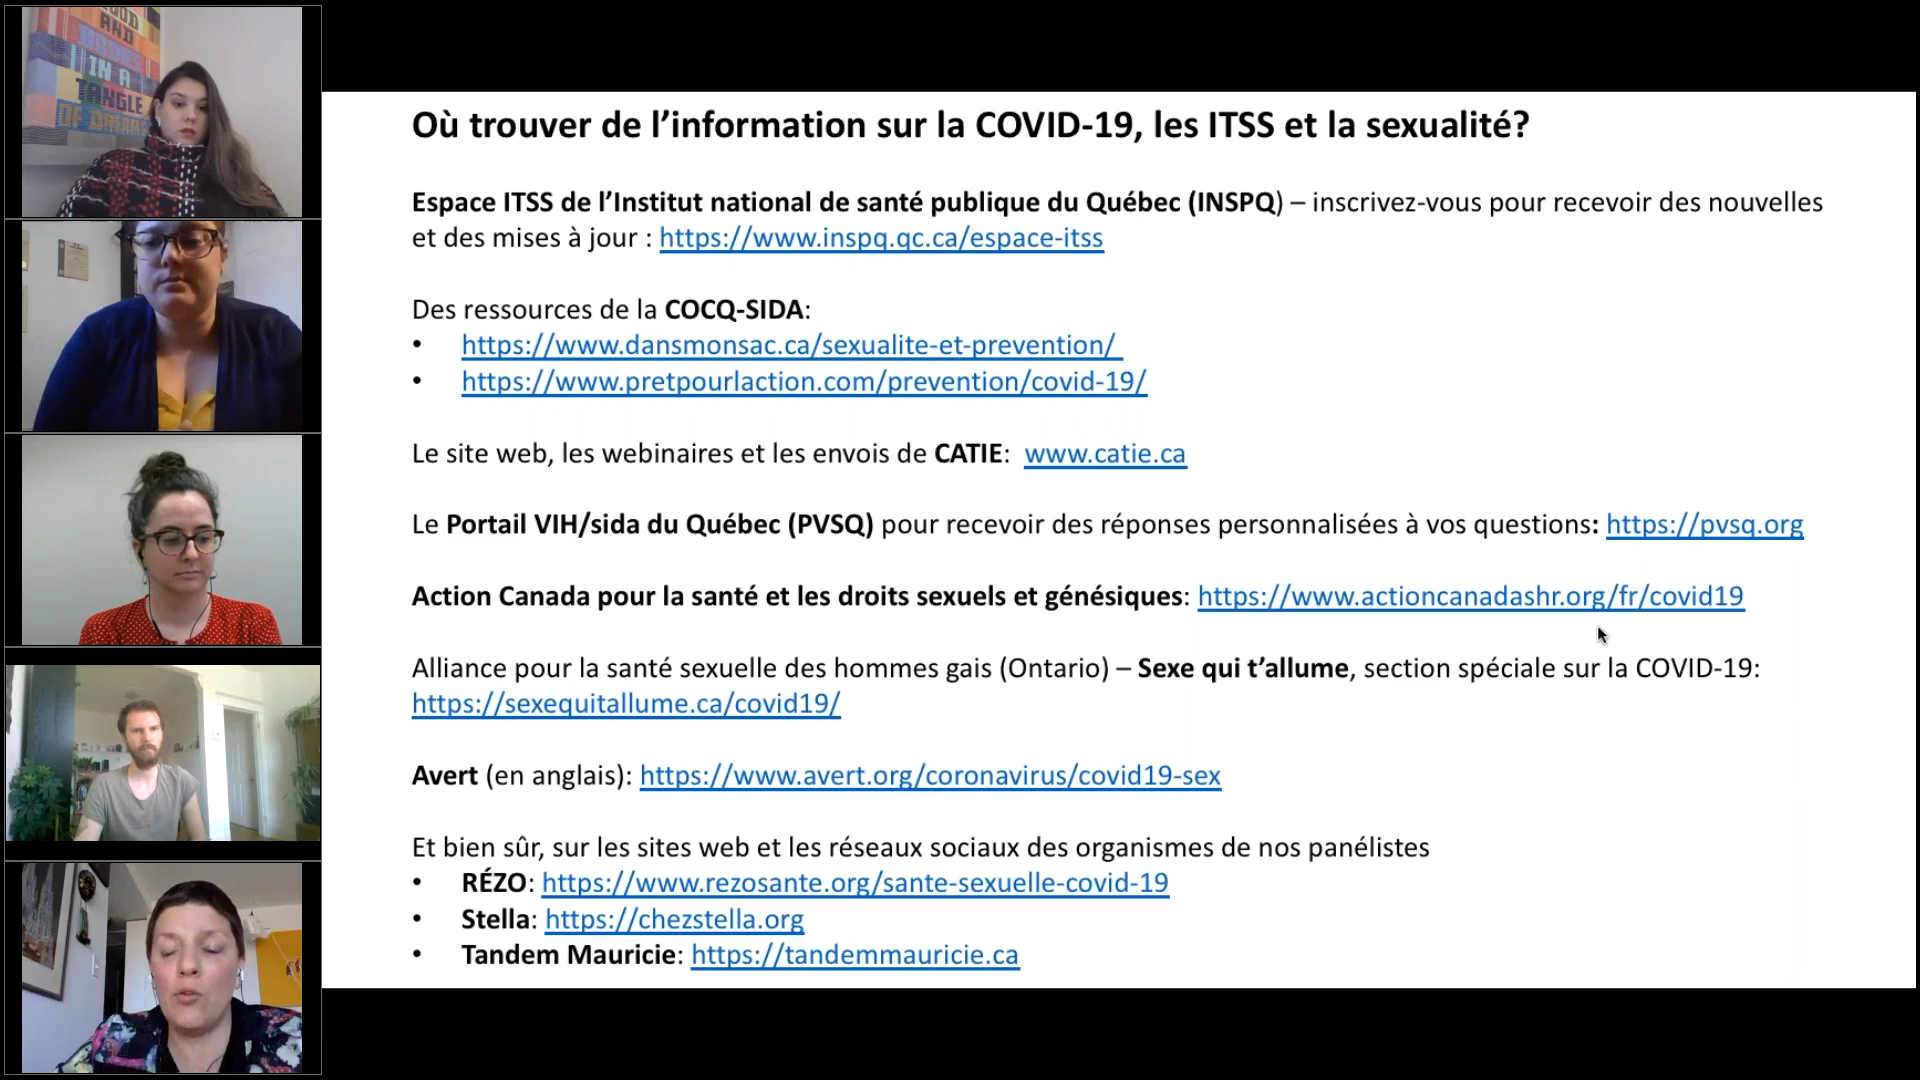 AND
IN A
TANGLE
OF DREAMS
Où trouver de l’information sur la COVID-19, les ITSS et la sexualité?
Espace ITSS de l’Institut national de santé publique du Québec (INSPQ) – inscrivez-vous pour recevoir des nouvelles
et des mises à jour : https://www.inspq.qc.ca/espace-itss
Des ressources de la COCQ-SIDA:
• https://www.dansmonsac.ca/sexualite-et-prevention/
• https://www.pretpourlaction.com/prevention/covid-19/
Le site web, les webinaires et les envois de CATIE: www.catie.ca
Le Portail VIH/sida du Québec (PVSQ) pour recevoir des réponses personnalisées à vos questions: https://pvsq.org
Action Canada pour la santé et les droits sexuels et génésiques: https://www.actioncanadashr.org/fr/covid19
Alliance pour la santé sexuelle des hommes gais (Ontario) – Sexe qui t’allume, section spéciale sur la COVID-19:
https://sexequitallume.ca/covid19/
Avert (en anglais): https://www.avert.org/coronavirus/covid19-sex
Et bien sûr, sur les sites web et les réseaux sociaux des organismes de nos panélistes
• RÉZO: https://www.rezosante.org/sante-sexuelle-covid-19
• Stella: https://chezstella.org
• Tandem Mauricie: https://tandemmauricie.ca